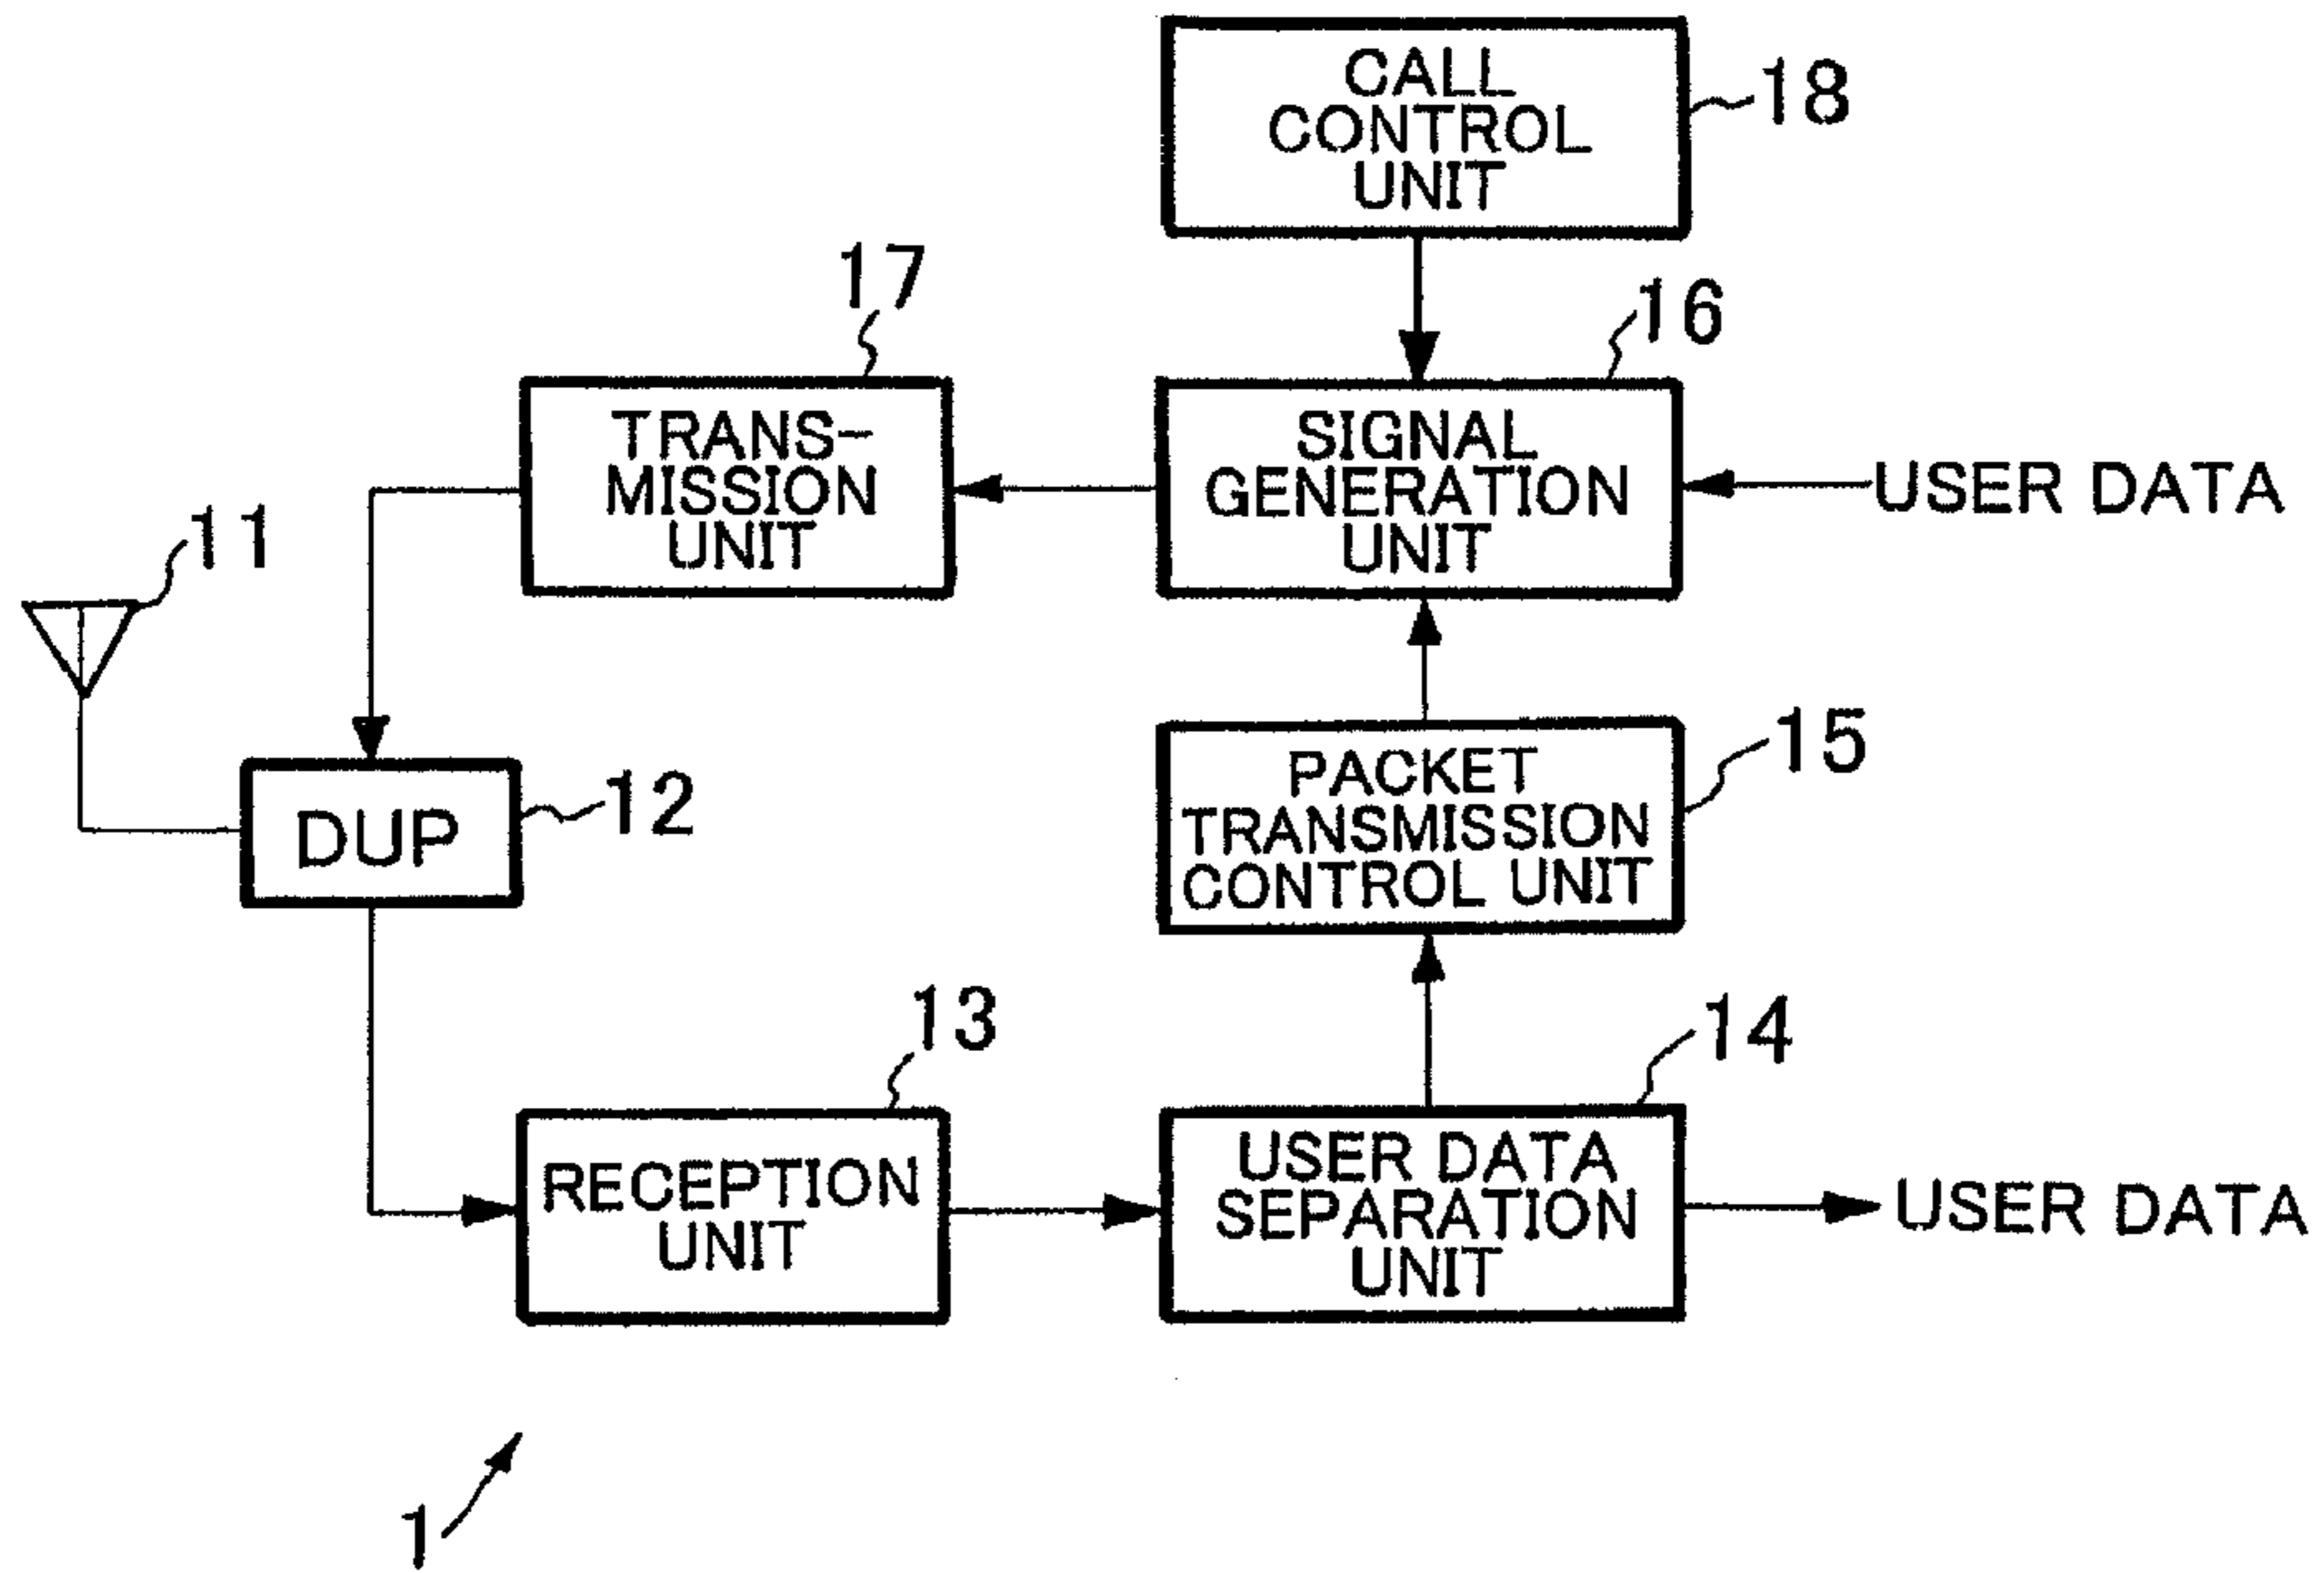 CALL
CONTROL
UNIT
18
17
16
TRANS-
MISSION
UNIT
SIGNAL
GENERATION
UNIT
USER DATA
11
DUP
12
PACKET
TRANSMISSION
CONTROL UNIT
15
13
14
RECEPTION
UNIT
USER DATA
SEPARATION
UNIT
USER DATA
1